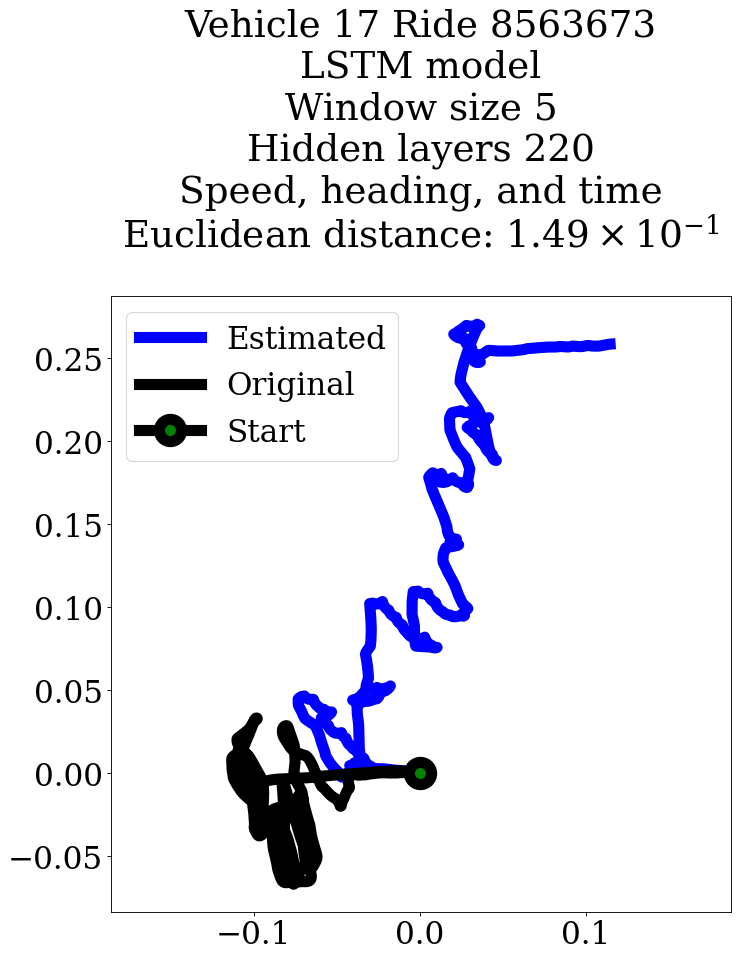 Vehicle 17 Ride 8563673
LSTM model
Window size 5
Hidden layers 220
Speed, heading, and time
Euclidean distance: 1.49 × 10⁻¹
Estimated
Original
Start
0.25
0.20
0.15
0.10
0.05
0.00
−0.05
−0.1
0.0
0.1